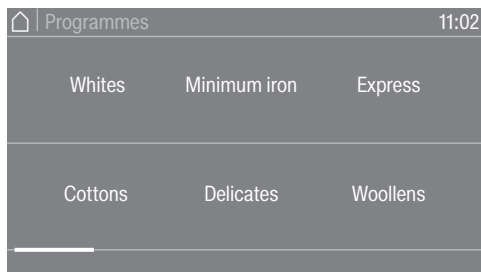 Programmes 11:02
Whites Minimum iron Express
Cottons Delicates Woollens